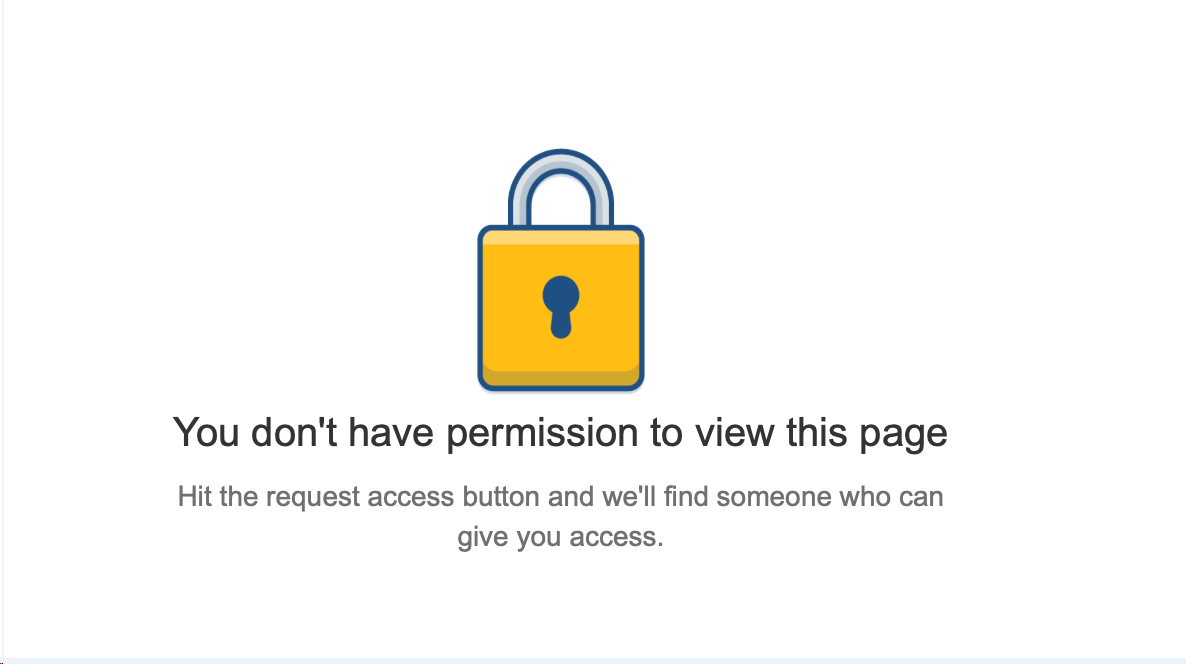 You don't have permission to view this page
Hit the request access button and we'll find someone who can
give you access.